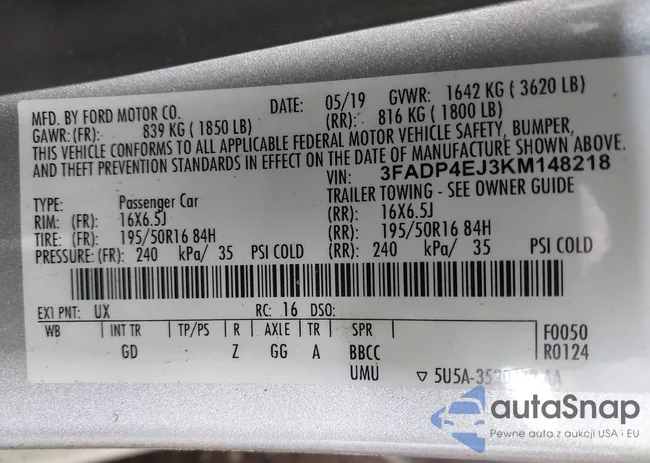 MFD. BY FORD MOTOR CO.
DATE: 05/19 GVWR: 1642 KG ( 3620 LB)
GAWR:(FR): 839 KG ( 1850 LB) (RR): 816 KG ( 1800 LB)
THIS VEHICLE CONFORMS TO ALL APPLICABLE FEDERAL MOTOR VEHICLE SAFETY, BUMPER,
AND THEFT PREVENTION STANDARDS IN EFFECT ON THE DATE OF MANUFACTURE SHOWN ABOVE.
VIN: 3FADP4EJ3KM148218
TYPE: Passenger Car TRAILER TOWING - SEE OWNER GUIDE
RIM: (FR): 16X6.5J (RR): 16X6.5J
TIRE: (FR): 195/50R16 84H (RR): 195/50R16 84H
PRESSURE: (FR): 240 kPa/ 35 PSI COLD (RR): 240 kPa/ 35 PSI COLD
EXT PNT: UX RC: 16 DSO:
WB INT TR TP/PS R AXLE TR SPR F0050
GD Z GG A BBCC R0124
UMU
autaSnap
Pewne auta z aukcji USA i EU